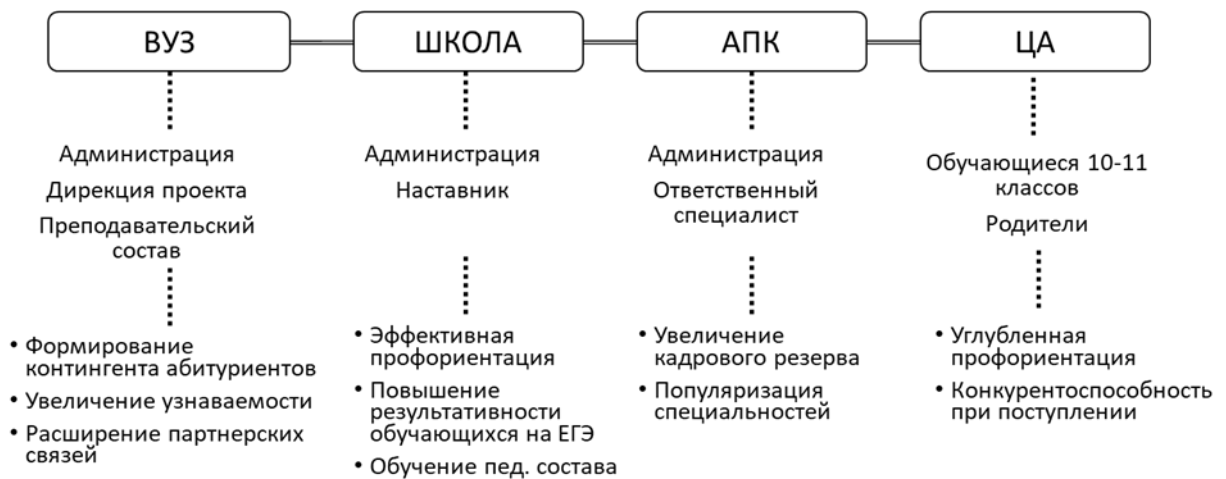 ВУЗ
ШКОЛА
АПК
ЦА
Администрация
Дирекция проекта
Преподавательский
состав
Администрация
Наставник
Администрация
Ответственный
специалист
Обучающиеся 10-11
классов
Родители
• Формирование
контингента абитуриентов
• Увеличение узнаваемости
• Расширение партнерских
связей
• Эффективная
профориентация
• Повышение
результативности
обучающихся на ЕГЭ
• Обучение пед. состава
• Увеличение
кадрового резерва
• Популяризация
специальностей
• Углубленная
профориентация
• Конкурентоспособность
при поступлении